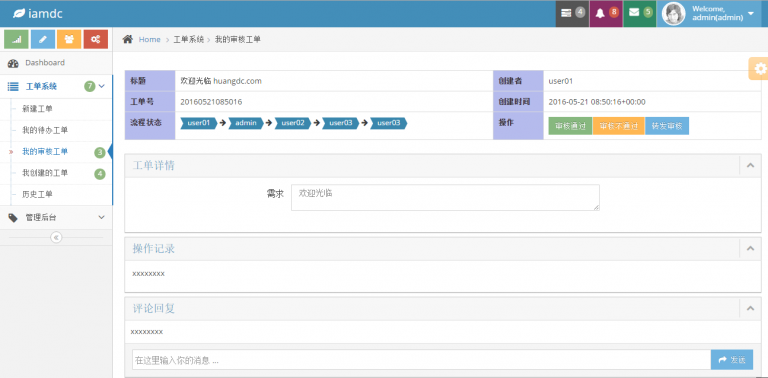 iamdc
4
8
5
Welcome,
admin(admin)
Home > 工单系统 > 我的审核工单
Dashboard
工单系统 7
新建工单
我的待办工单
我的审核工单 3
我创建的工单 4
历史工单
管理后台
标题 欢迎光临 huangdc.com 创建者 user01
工单号 20160521085016 创建时间 2016-05-21 08:50:16+00:00
流程状态 user01 admin user02 user03 user03 操作 审核通过 审核不通过 转发审核
工单详情
需求 欢迎光临
操作记录
xxxxxxxx
评论回复
xxxxxxxx
在这里输入你的消息 ... 发送